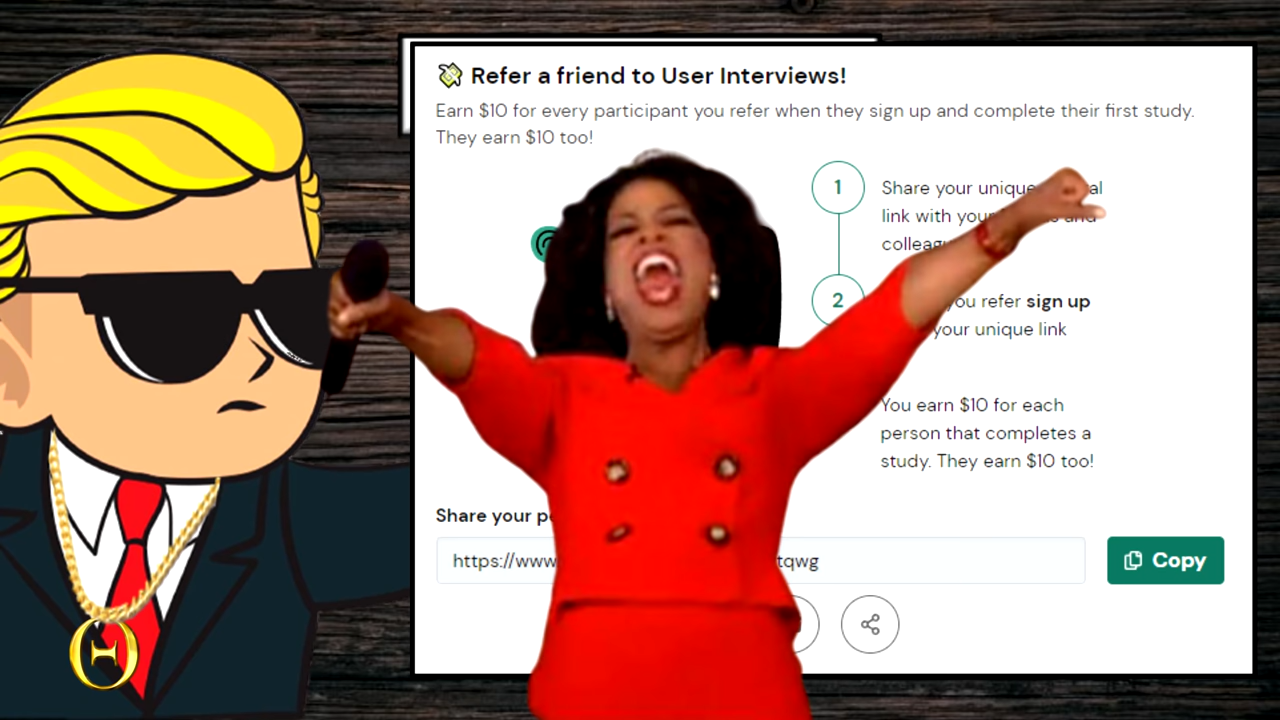 Refer a friend to User Interviews!
Earn $10 for every participant you refer when they sign up and complete their first study.
They earn $10 too!
1
Share your unique
link with your
and
2
you refer sign up
your unique link
You earn $10 for each
person that completes a
study. They earn $10 too!
Share your
https://www. tqwg
Copy